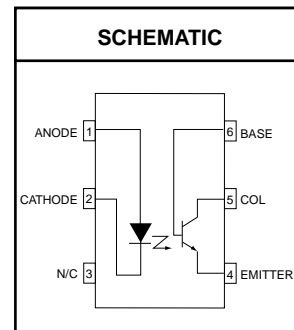 SCHEMATIC
ANODE 1
6 BASE
CATHODE 2
5 COL
N/C 3
4 EMITTER